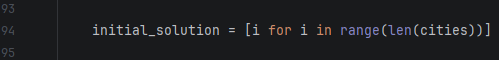 93
94 initial_solution = [i for i in range(len(cities))]
95